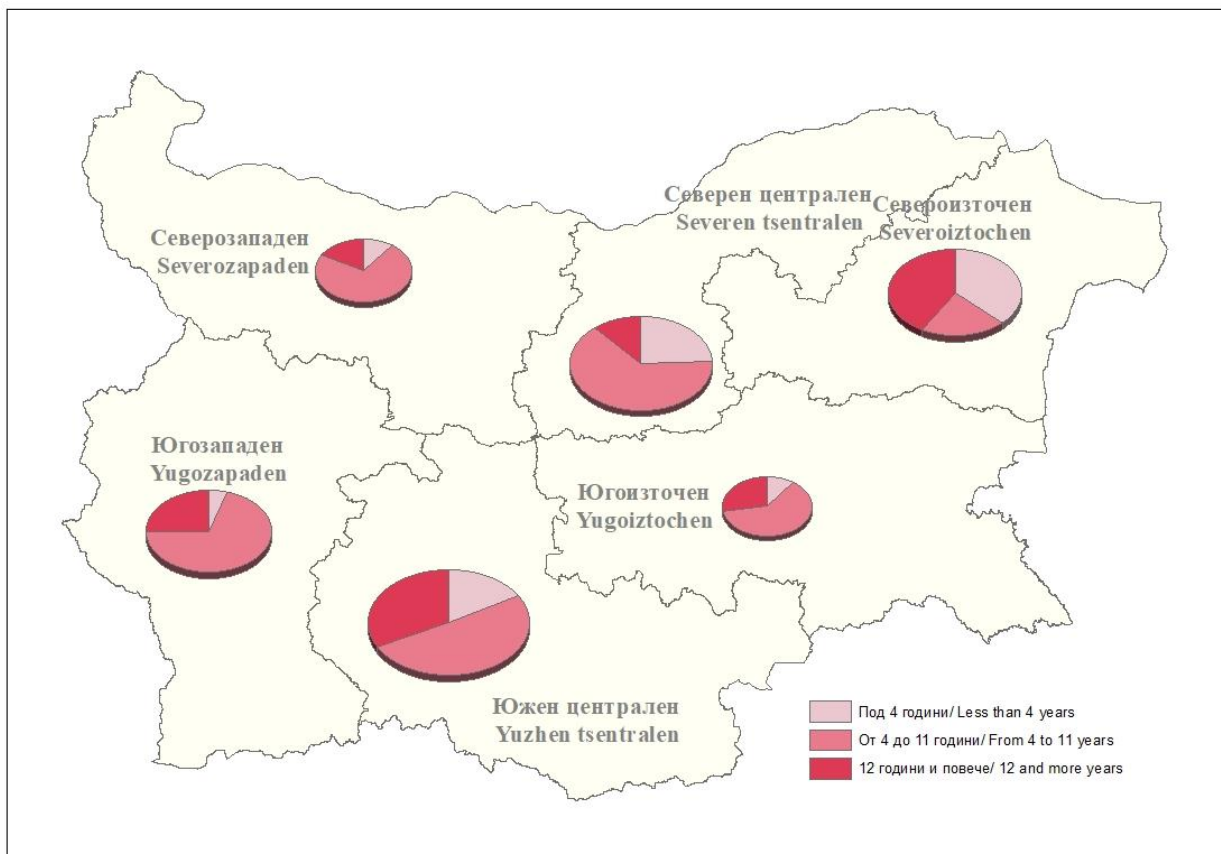 Северен централен
Severen tsentralen
Североизточен
Severoiztochen
Северозападен
Severozapaden
Югозападен
Yugozapaden
Югоизточен
Yugoiztochen
Южен централен
Yuzhen tsentralen
Под 4 години/ Less than 4 years
От 4 до 11 години/ From 4 to 11 years
12 години и повече/ 12 and more years